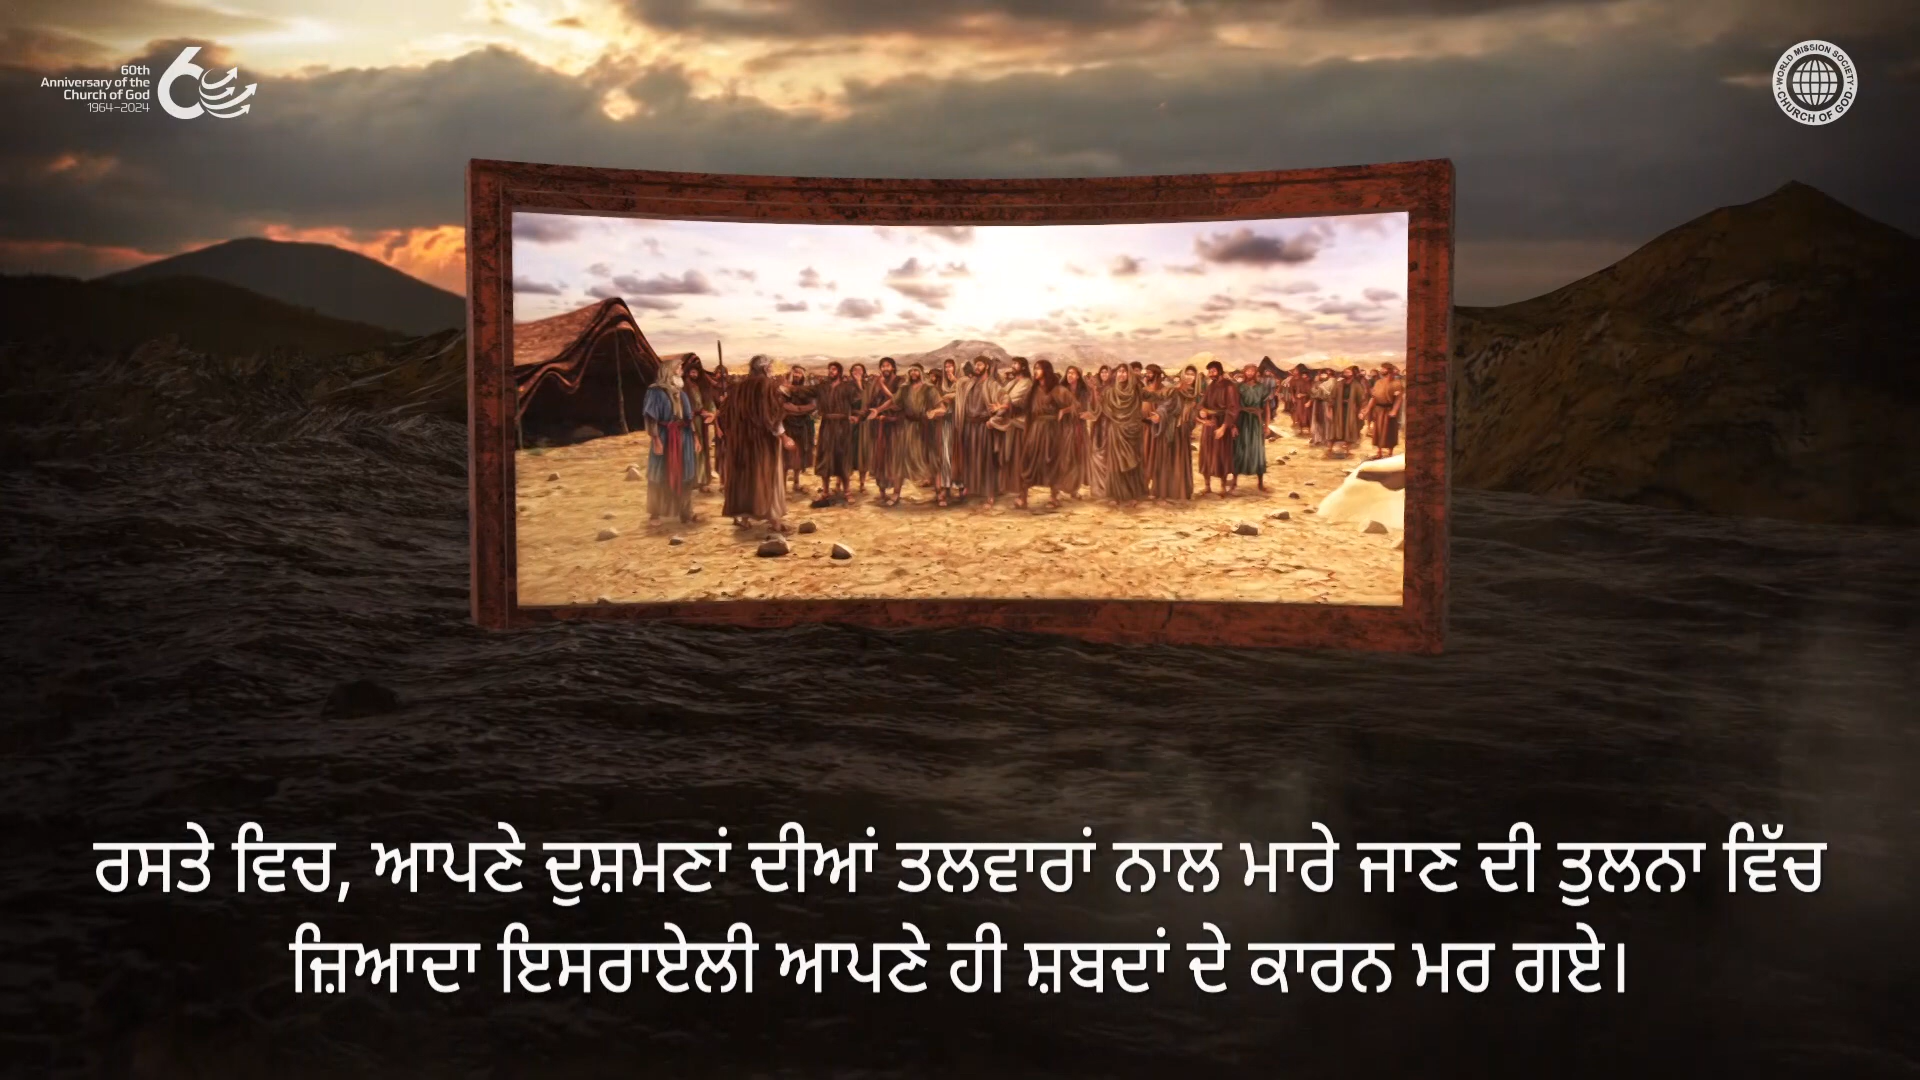 60th
Anniversary of the
Church of God
1964–2024
60
WORLD MISSION SOCIETY
CHURCH OF GOD
ਰਸਤੇ ਵਿਚ, ਆਪਣੇ ਦੁਸ਼ਮਣਾਂ ਦੀਆਂ ਤਲਵਾਰਾਂ ਨਾਲ ਮਾਰੇ ਜਾਣ ਦੀ ਤੁਲਨਾ ਵਿੱਚ
ਜ਼ਿਆਦਾ ਇਸਰਾਏਲੀ ਆਪਣੇ ਹੀ ਸ਼ਬਦਾਂ ਦੇ ਕਾਰਨ ਮਰ ਗਏ।